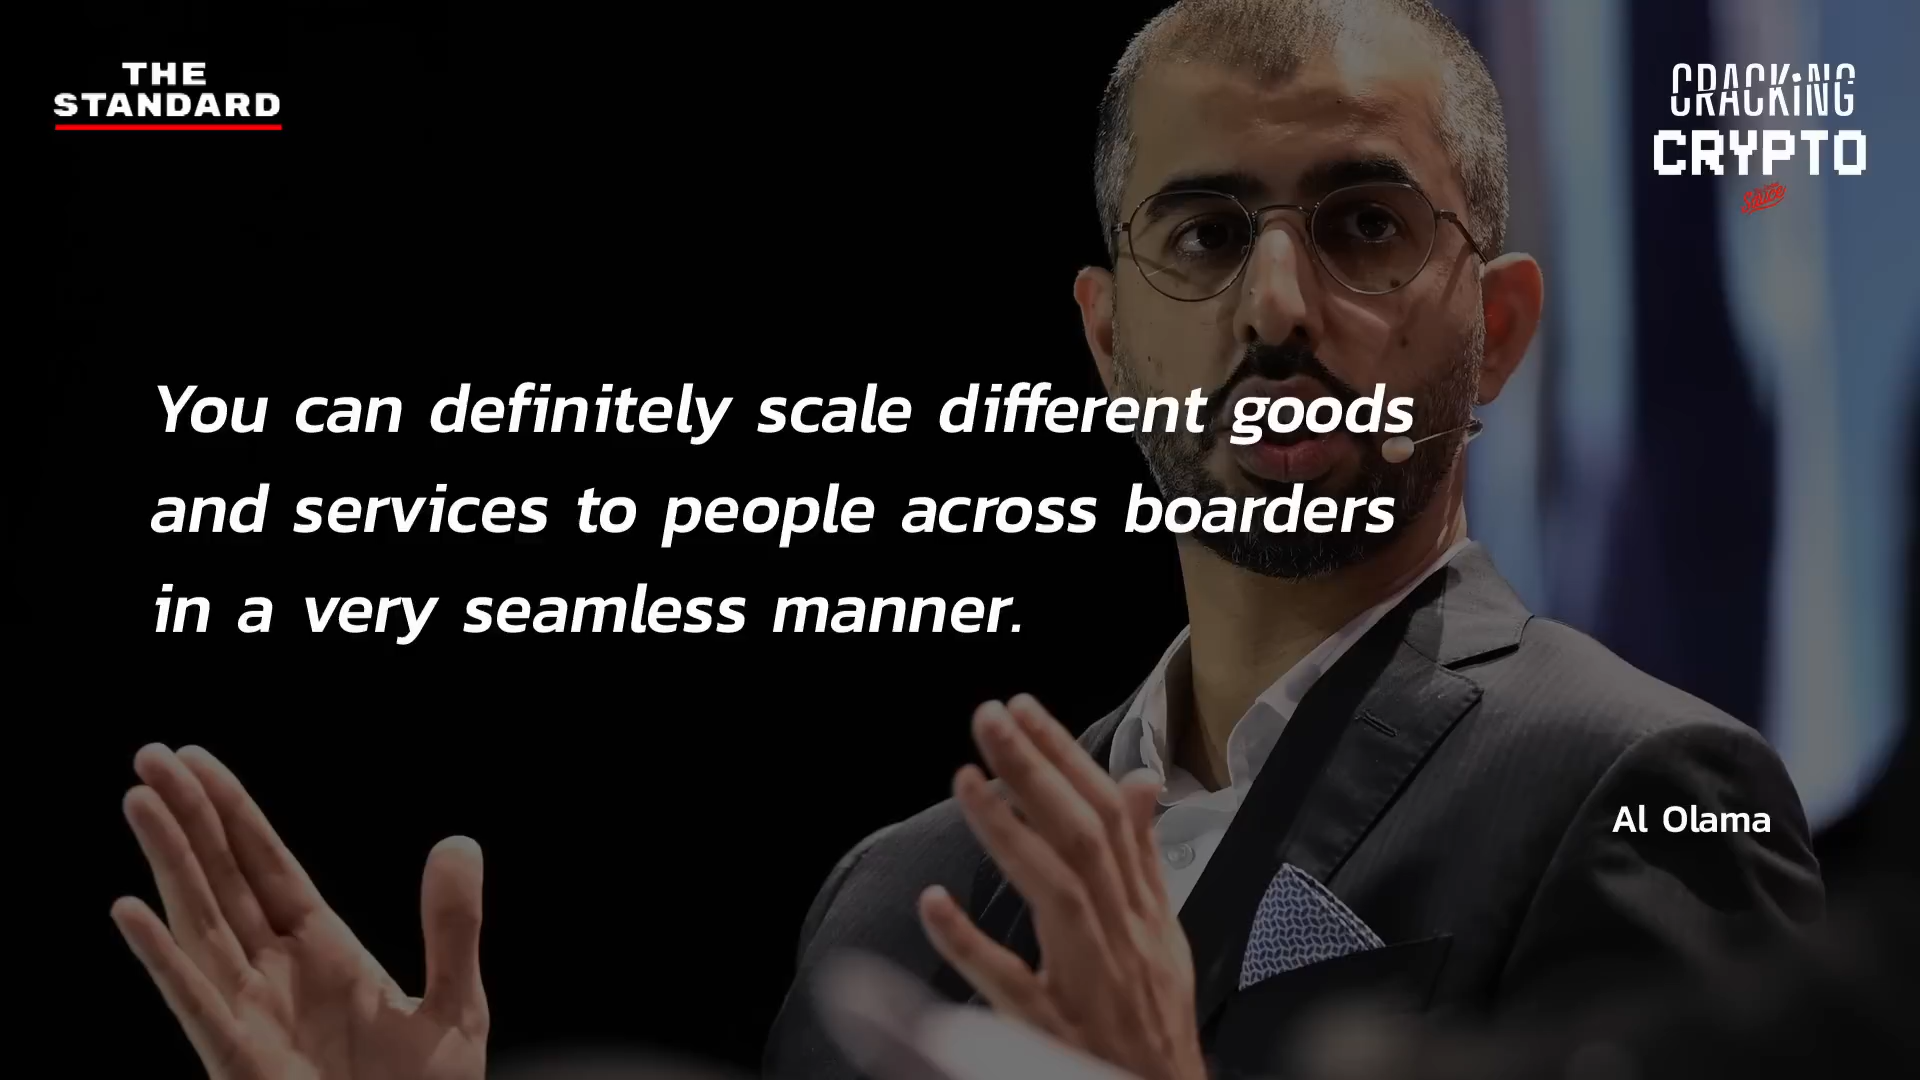 THE
STANDARD
CRACKiNG
CRYPTO
Sauce
You can definitely scale different goods
and services to people across boarders
in a very seamless manner.
Al Olama